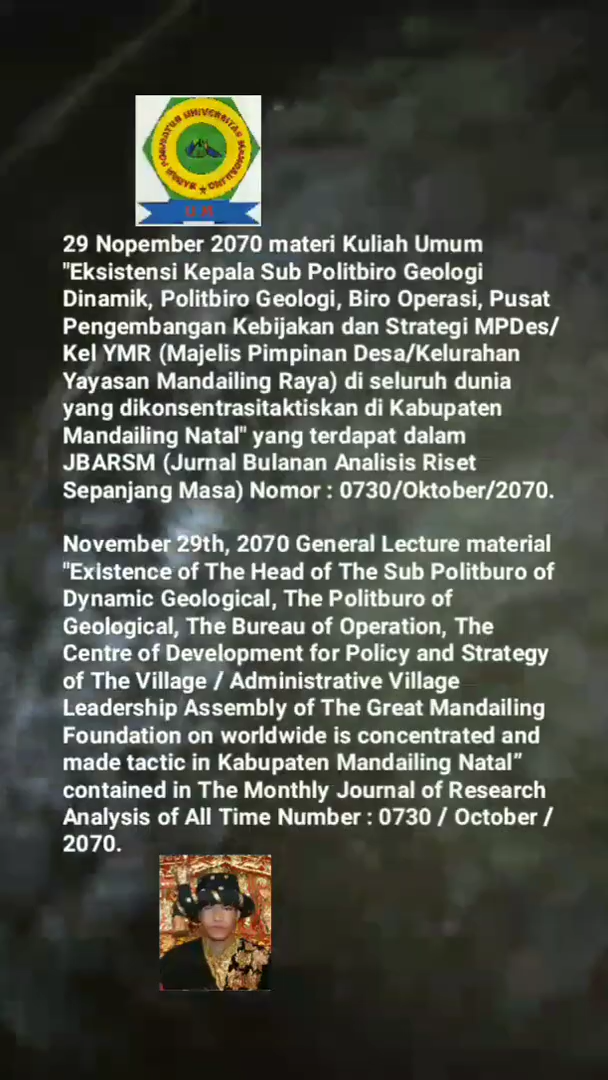 UNIVERSITAS
U R
29 Nopember 2070 materi Kuliah Umum
"Eksistensi Kepala Sub Politbiro Geologi
Dinamik, Politbiro Geologi, Biro Operasi, Pusat
Pengembangan Kebijakan dan Strategi MPDes/
Kel YMR (Majelis Pimpinan Desa/Kelurahan
Yayasan Mandailing Raya) di seluruh dunia
yang dikonsentrasitaktiskan di Kabupaten
Mandailing Natal" yang terdapat dalam
JBARSM (Jurnal Bulanan Analisis Riset
Sepanjang Masa) Nomor : 0730/Oktober/2070.
November 29th, 2070 General Lecture material
"Existence of The Head of The Sub Politburo of
Dynamic Geological, The Politburo of
Geological, The Bureau of Operation, The
Centre of Development for Policy and Strategy
of The Village / Administrative Village
Leadership Assembly of The Great Mandailing
Foundation on worldwide is concentrated and
made tactic in Kabupaten Mandailing Natal”
contained in The Monthly Journal of Research
Analysis of All Time Number : 0730 / October /
2070.